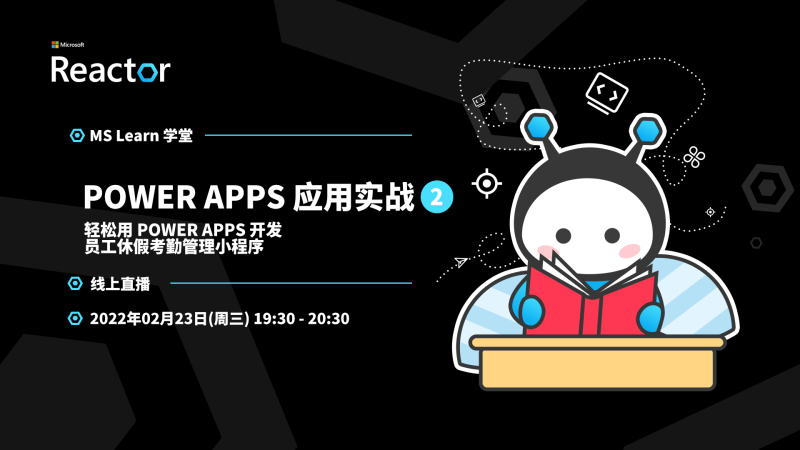 Microsoft
Reactor
MS Learn 学堂
POWER APPS 应用实战 2
轻松用 POWER APPS 开发
员工休假考勤管理小程序
线上直播
2022年02月23日(周三) 19:30 - 20:30